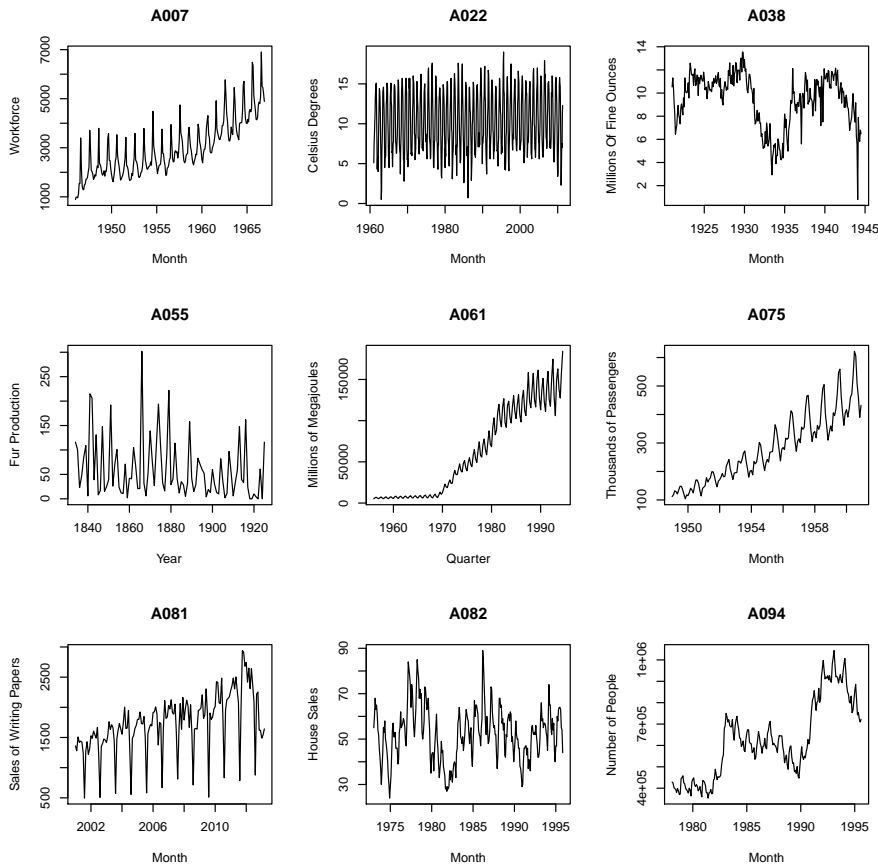 A007
Workforce
1000 3000 5000 7000
1950 1955 1960 1965
Month
A022
Celsius Degrees
0 5 10 15
1960 1980 2000
Month
A038
Millions Of Fine Ounces
2 4 6 8 10 12 14
1925 1930 1935 1940 1945
Month
A055
Fur Production
0 50 150 250
1840 1860 1880 1900 1920
Year
A061
Millions of Megajoules
0 50000 150000
1960 1970 1980 1990
Quarter
A075
Thousands of Passengers
100 300 500
1950 1954 1958
Month
A081
Sales of Writing Papers
500 1500 2500
2002 2006 2010
Month
A082
House Sales
30 50 70 90
1975 1980 1985 1990 1995
Month
A094
Number of People
4e+05 7e+05 1e+06
1980 1985 1990 1995
Month